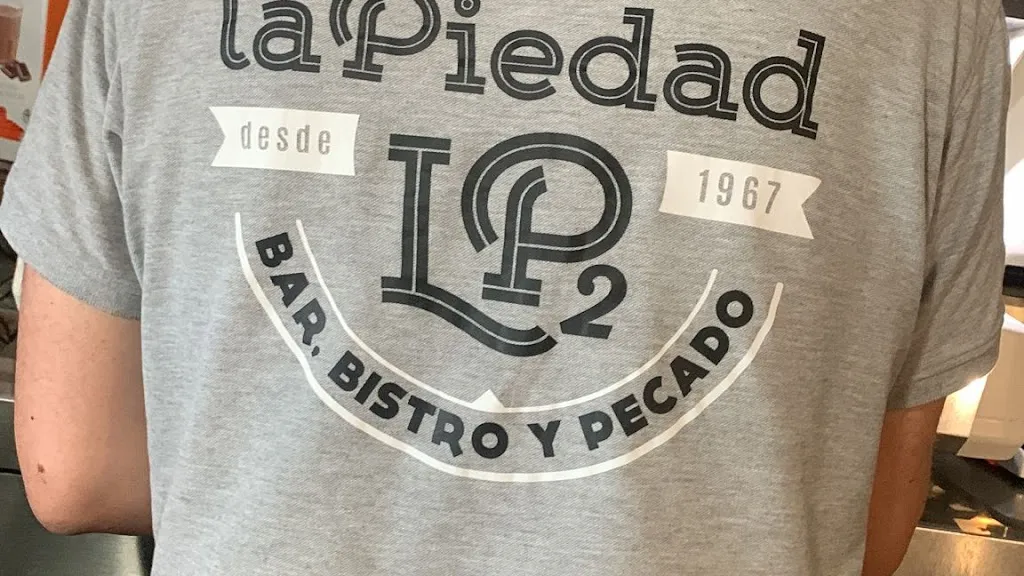 laPiedad
desde
LP2
1967
BAR, BISTRO Y PECADO